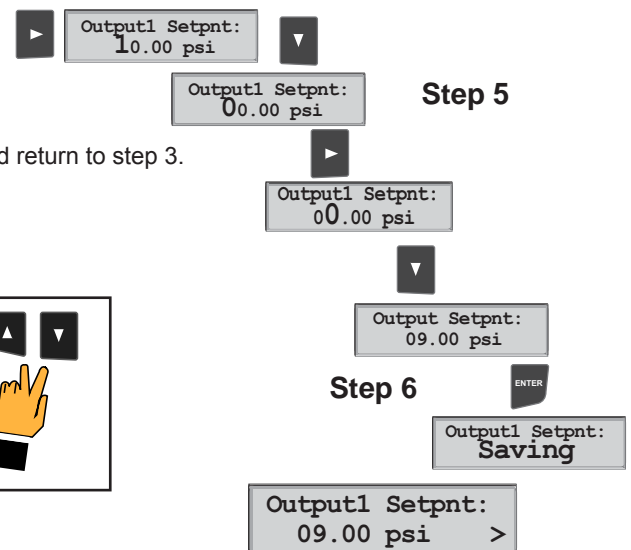 Output1 Setpnt:
10.00 psi
Output1 Setpnt:
00.00 psi
Step 5
d return to step 3.
Output1 Setpnt:
00.00 psi
Output Setpnt:
09.00 psi
Step 6
ENTER
Output1 Setpnt:
Saving
Output1 Setpnt:
09.00 psi >